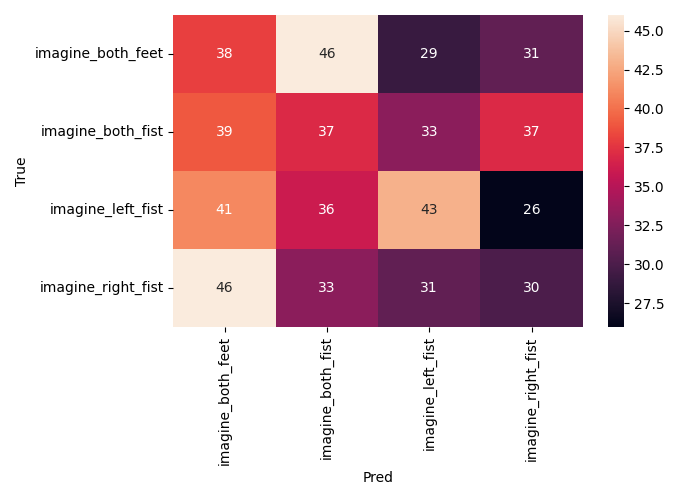 imagine_both_feet 38 46 29 31
imagine_both_fist 39 37 33 37
imagine_left_fist 41 36 43 26
imagine_right_fist 46 33 31 30
True
imagine_both_feet
imagine_both_fist
imagine_left_fist
imagine_right_fist
Pred
45.0
42.5
40.0
37.5
35.0
32.5
30.0
27.5